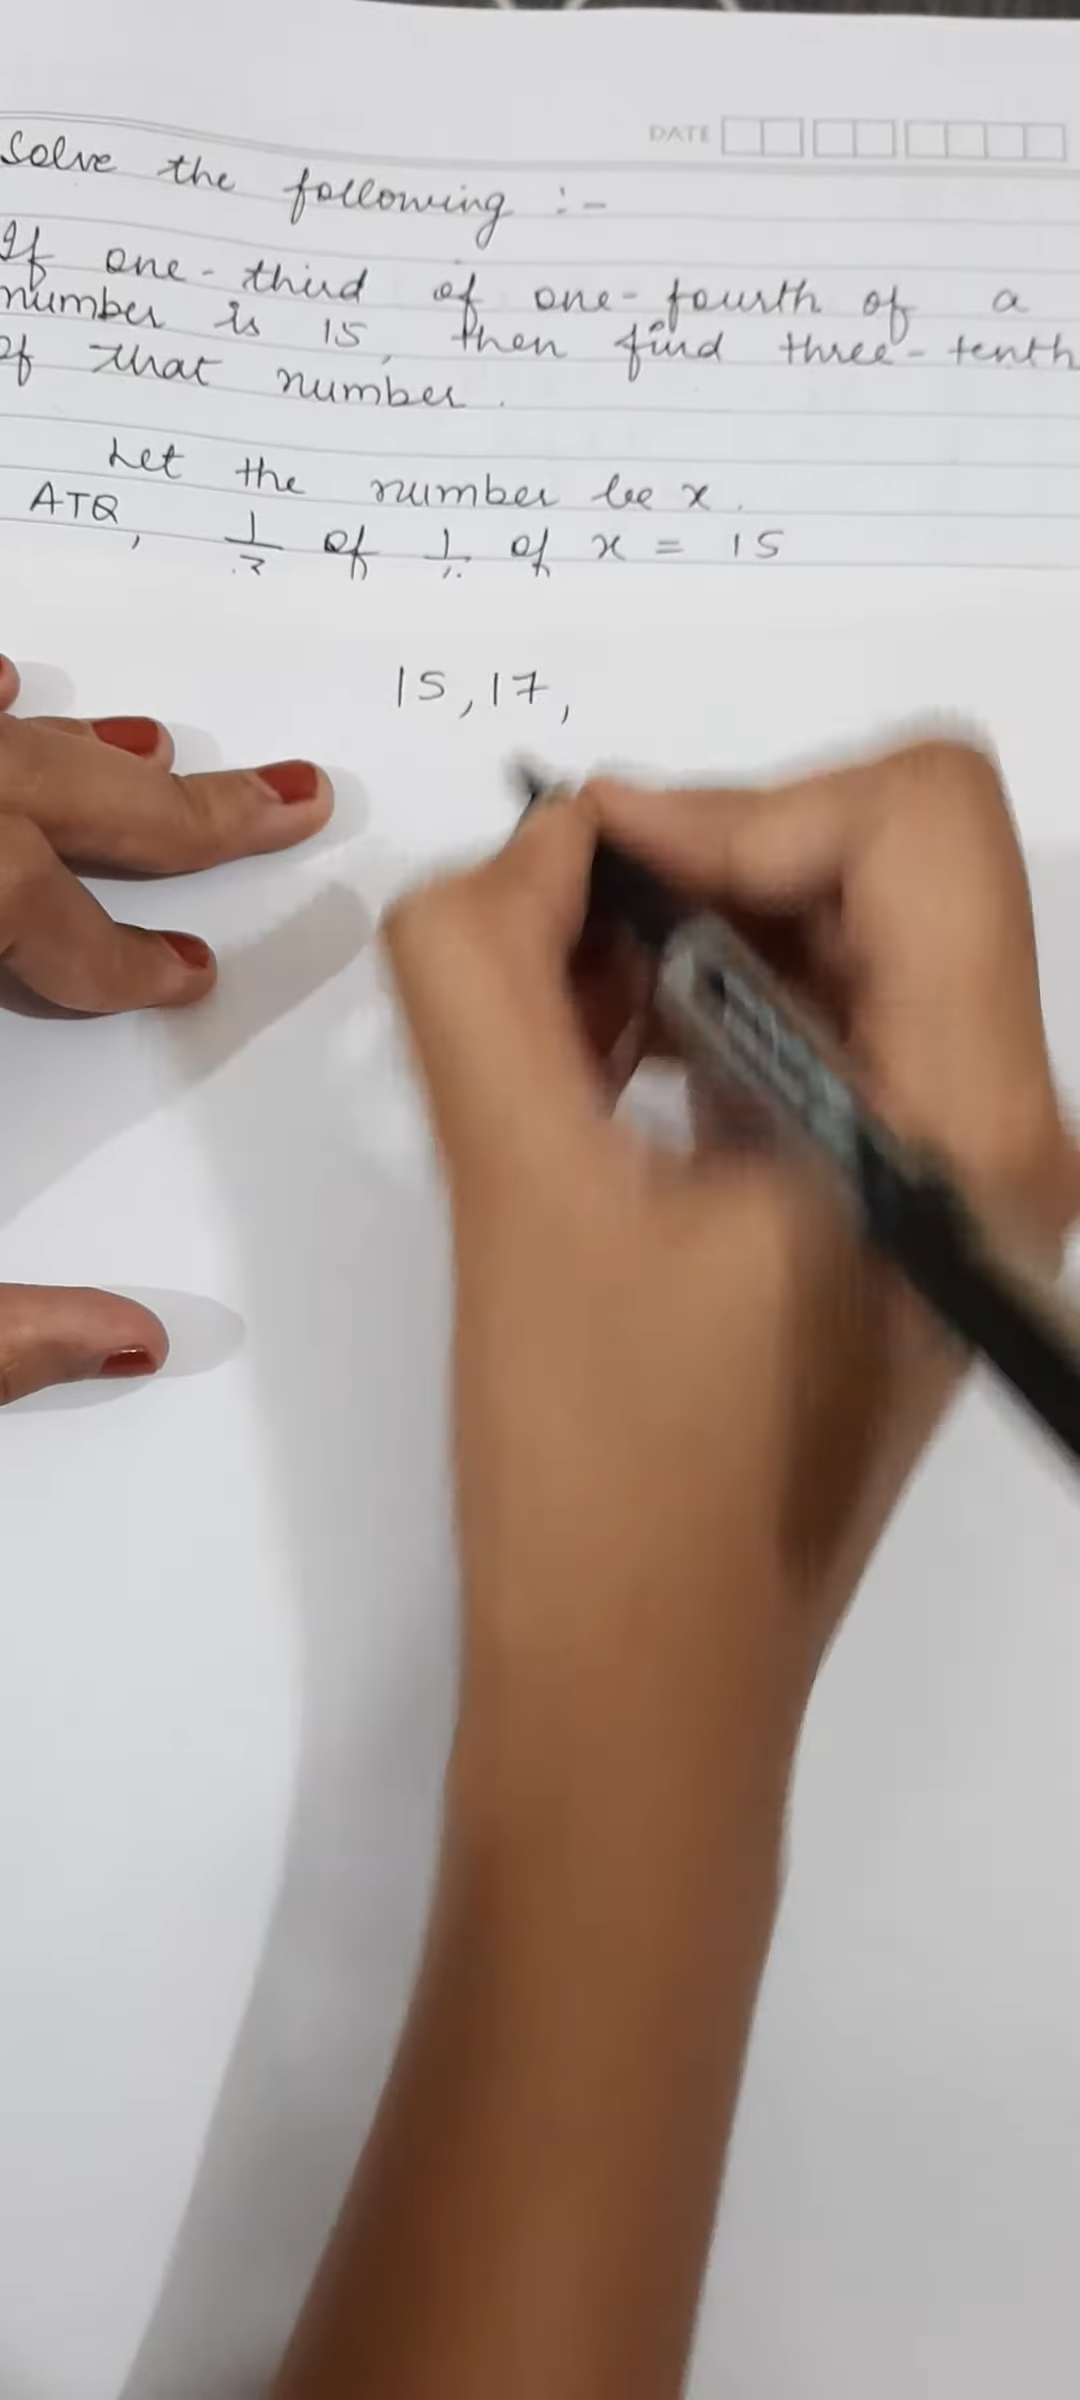 DATE
Solve the following :-
If one-third of one-fourth of a
number is 15, then find three-tenth
of that number.
Let the number be x.
ATQ, 1/3 of 1/4 of x = 15
15, 17,